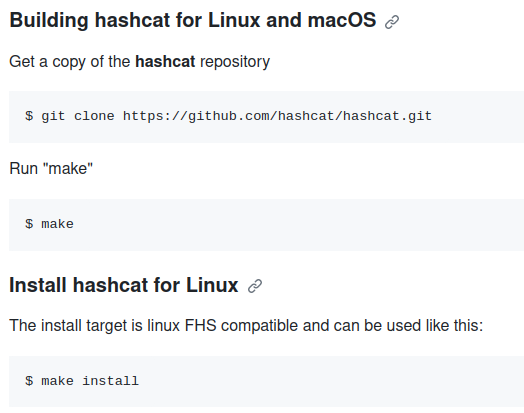 Building hashcat for Linux and macOS
Get a copy of the hashcat repository
$ git clone https://github.com/hashcat/hashcat.git
Run "make"
$ make
Install hashcat for Linux
The install target is linux FHS compatible and can be used like this:
$ make install